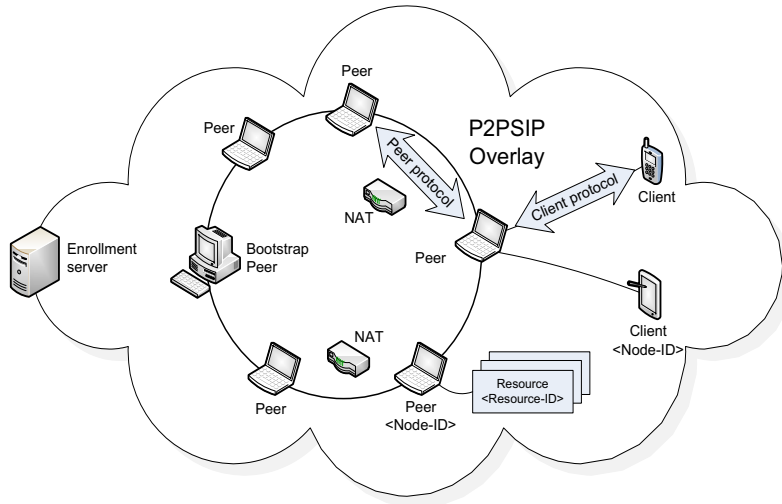 Peer
Peer
P2PSIP
Overlay
Peer protocol
Client protocol
Client
NAT
Enrollment
server
Bootstrap
Peer
Peer
Client
<Node-ID>
NAT
Resource
<Resource-ID>
Peer
Peer
<Node-ID>